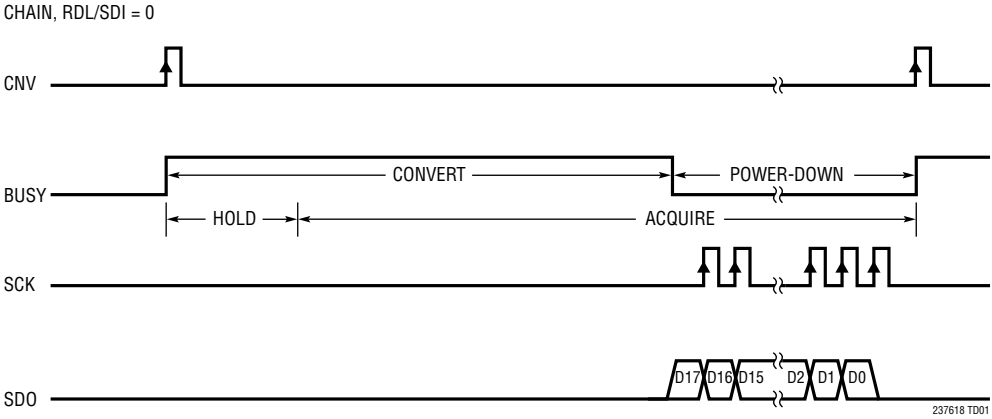 CHAIN, RDL/SDI = 0
CNV
BUSY
CONVERT
POWER-DOWN
HOLD
ACQUIRE
SCK
SDO
D17 D16 D15 D2 D1 D0
237618 TD01